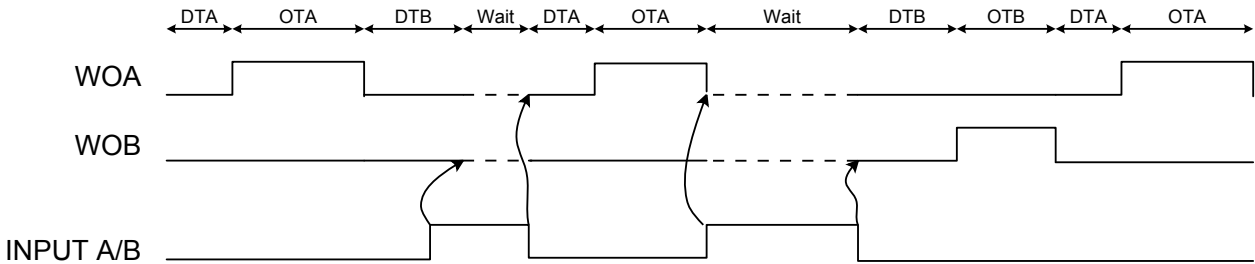 DTA OTA DTB Wait DTA OTA Wait DTB OTB DTA OTA
WOA
WOB
INPUT A/B